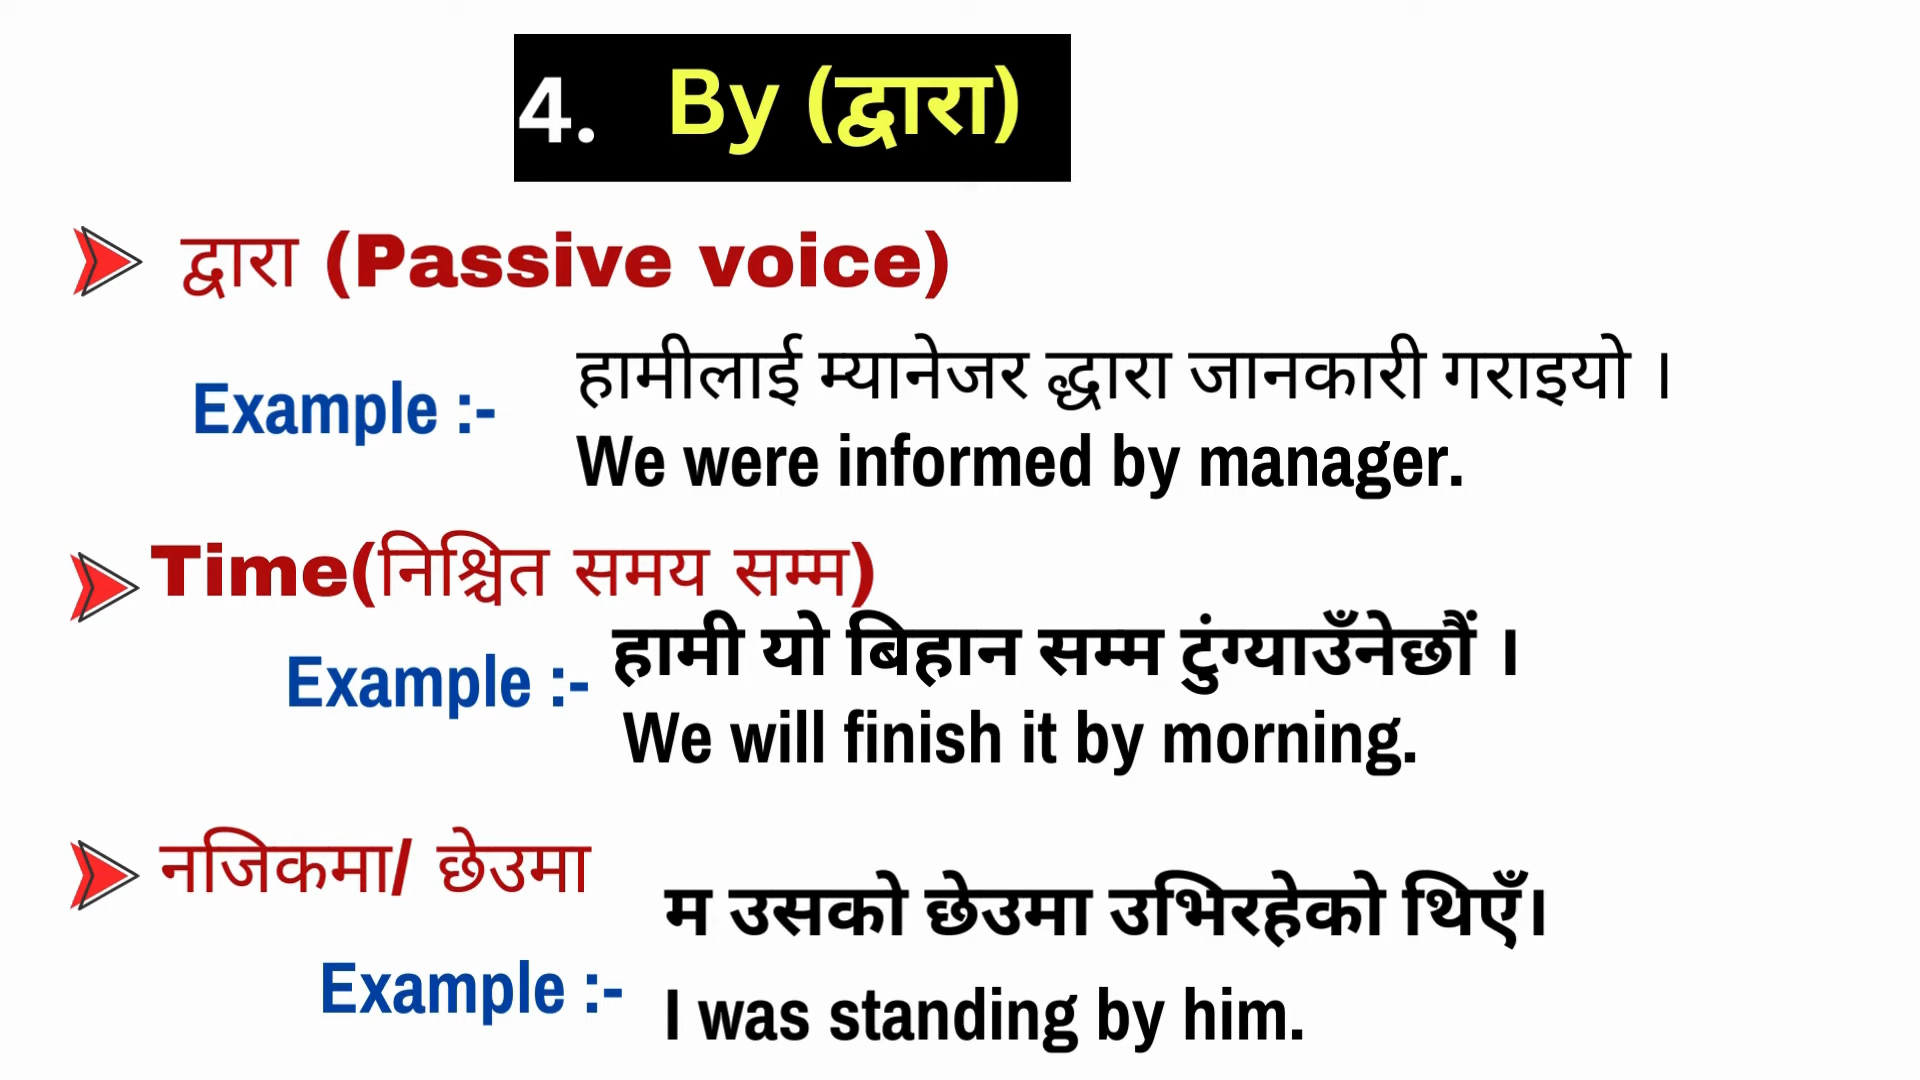 4. By (द्वारा)
द्वारा (Passive voice)
हामीलाई म्यानेजर द्धारा जानकारी गराइयो ।
Example :-
We were informed by manager.
Time(निश्चित समय सम्म)
हामी यो बिहान सम्म टुंग्याउँनेछौं ।
Example :-
We will finish it by morning.
नजिकमा/ छेउमा
म उसको छेउमा उभिरहेको थिएँ।
Example :-
I was standing by him.